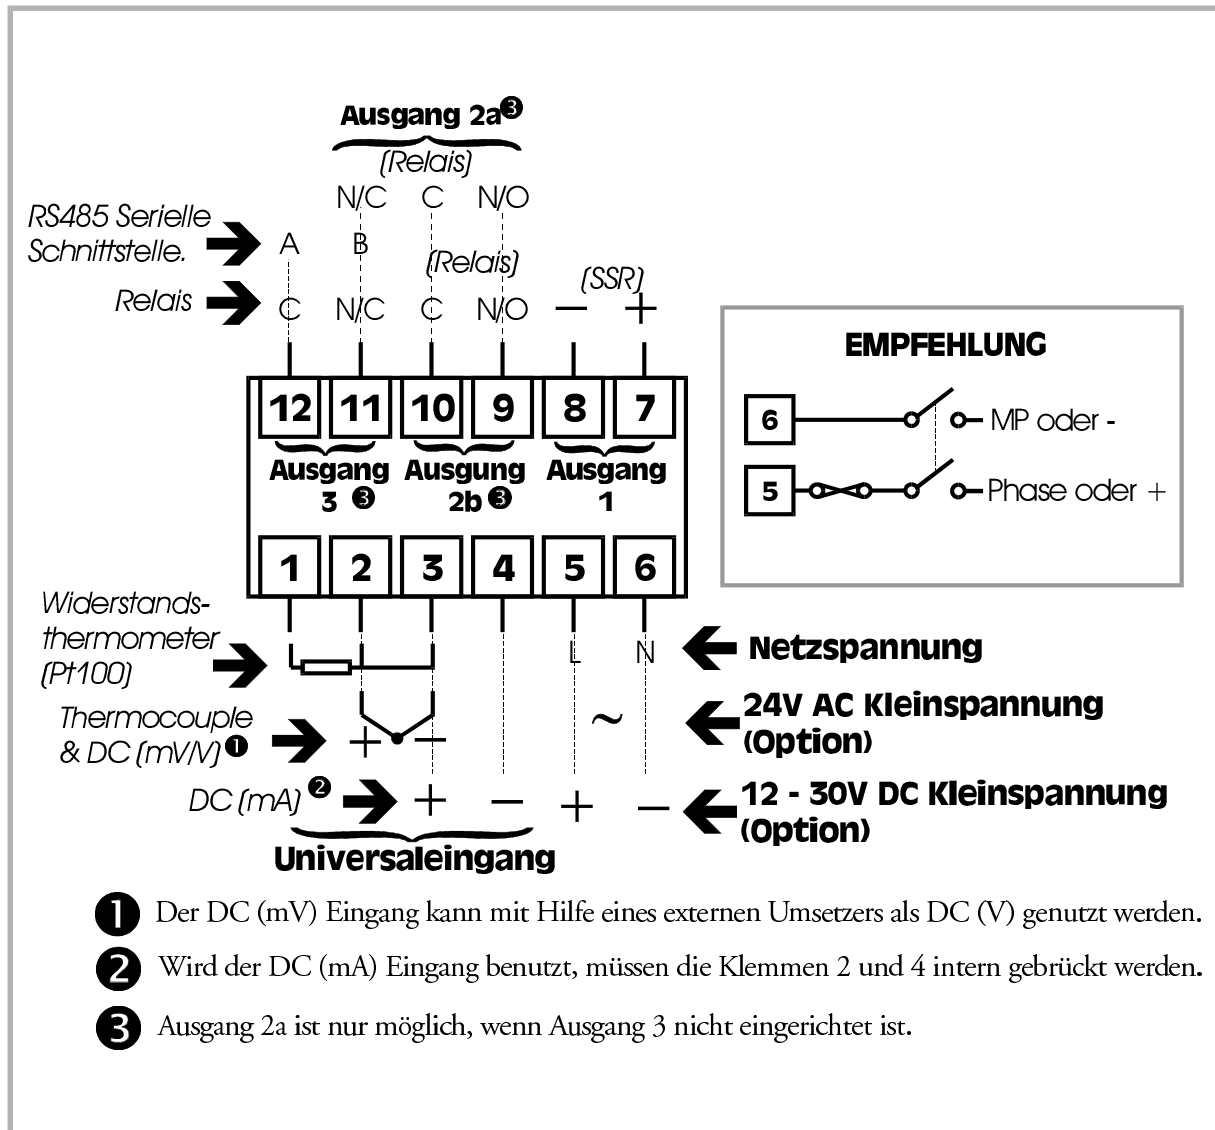 Ausgang 2a❸
(Relais)
N/C C N/O
RS485 Serielle
Schnittstelle.
A B
(Relais)
(SSR)
Relais
C N/C C N/O − +
12 11 10 9 8 7
Ausgang Ausgung Ausgang
3 ❸ 2b ❸ 1
1 2 3 4 5 6
EMPFEHLUNG
6 MP oder -
5 Phase oder +
Widerstands-
thermometer
(Pt100)
L N
Netzspannung
Thermocouple
& DC (mV/V) ❶
+ −
~
24V AC Kleinspannung
(Option)
DC (mA) ❷
+ − + −
12 - 30V DC Kleinspannung
(Option)
Universaleingang
❶ Der DC (mV) Eingang kann mit Hilfe eines externen Umsetzers als DC (V) genutzt werden.
❷ Wird der DC (mA) Eingang benutzt, müssen die Klemmen 2 und 4 intern gebrückt werden.
❸ Ausgang 2a ist nur möglich, wenn Ausgang 3 nicht eingerichtet ist.